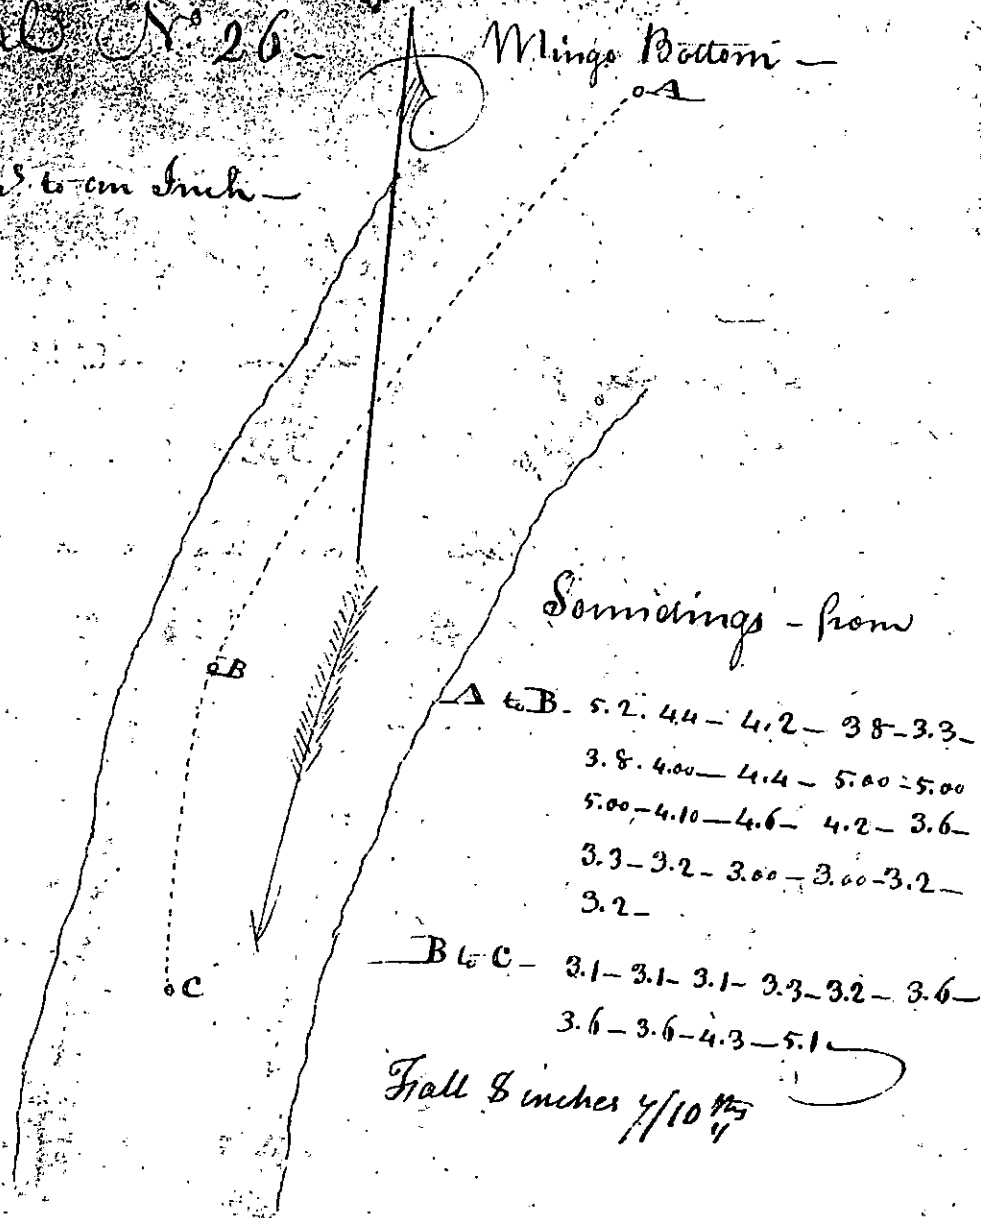 Nº 26-
Mingo Bottom -
A
to an Inch -
B
C
Soundings - from
A to B - 5.2. 4.4 - 4.2 - 3 8 - 3.3 -
3.8. 4.00 - 4.4 - 5.00 - 5.00
5.00 - 4.10 - 4.6 - 4.2 - 3.6 -
3.3 - 3.2 - 3.00 - 3.00 - 3.2 -
3.2 -
B to C - 3.1 - 3.1 - 3.1 - 3.3 - 3.2 - 3.6 -
3.6 - 3.6 - 4.3 - 5.1
Fall 8 inches 7/10 ths